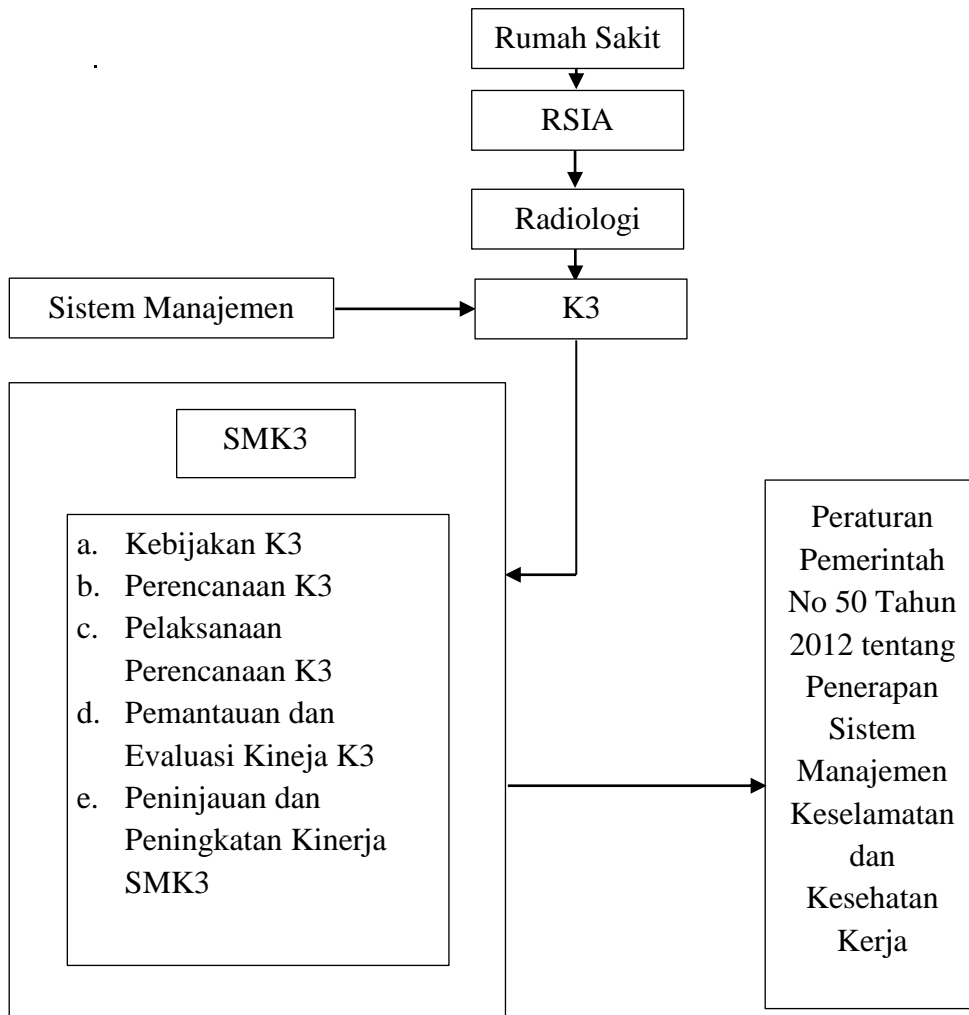 Rumah Sakit
RSIA
Radiologi
Sistem Manajemen
K3
SMK3
a. Kebijakan K3
b. Perencanaan K3
c. Pelaksanaan
Perencanaan K3
d. Pemantauan dan
Evaluasi Kineja K3
e. Peninjauan dan
Peningkatan Kinerja
SMK3
Peraturan
Pemerintah
No 50 Tahun
2012 tentang
Penerapan
Sistem
Manajemen
Keselamatan
dan
Kesehatan
Kerja